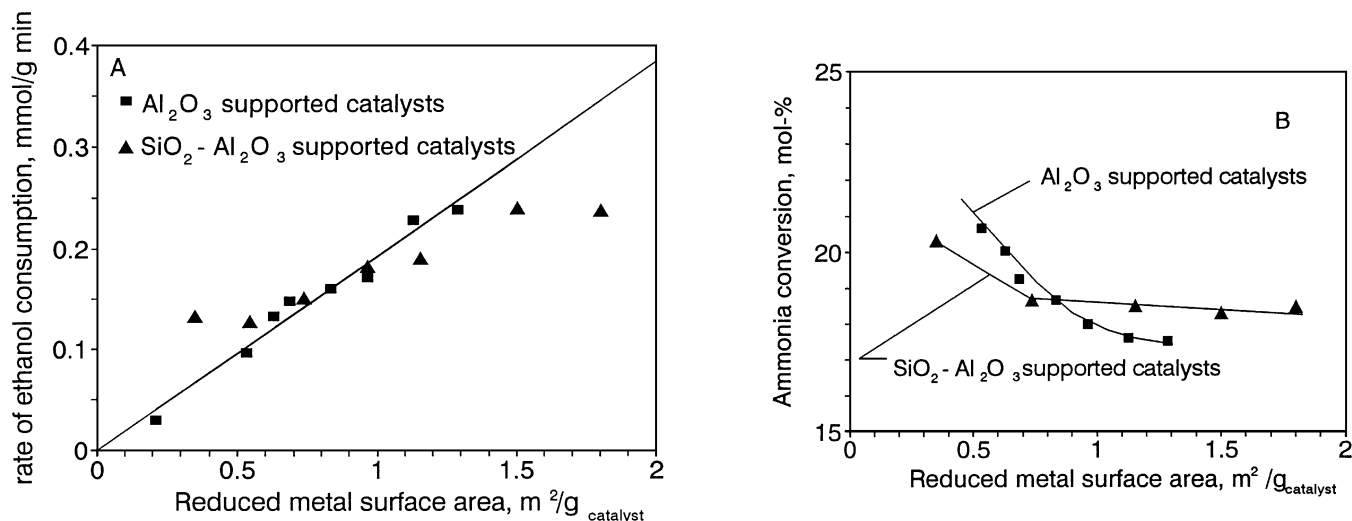 rate of ethanol consumption, mmol/g min
0.4
0.3
0.2
0.1
0
A
Al2O3 supported catalysts
SiO2 - Al2O3 supported catalysts
0 0.5 1 1.5 2
Reduced metal surface area, m2/g catalyst
Ammonia conversion, mol-%
25
20
15
B
Al2O3 supported catalysts
SiO2 - Al2O3 supported catalysts
0 0.5 1 1.5 2
Reduced metal surface area, m2 /gcatalyst